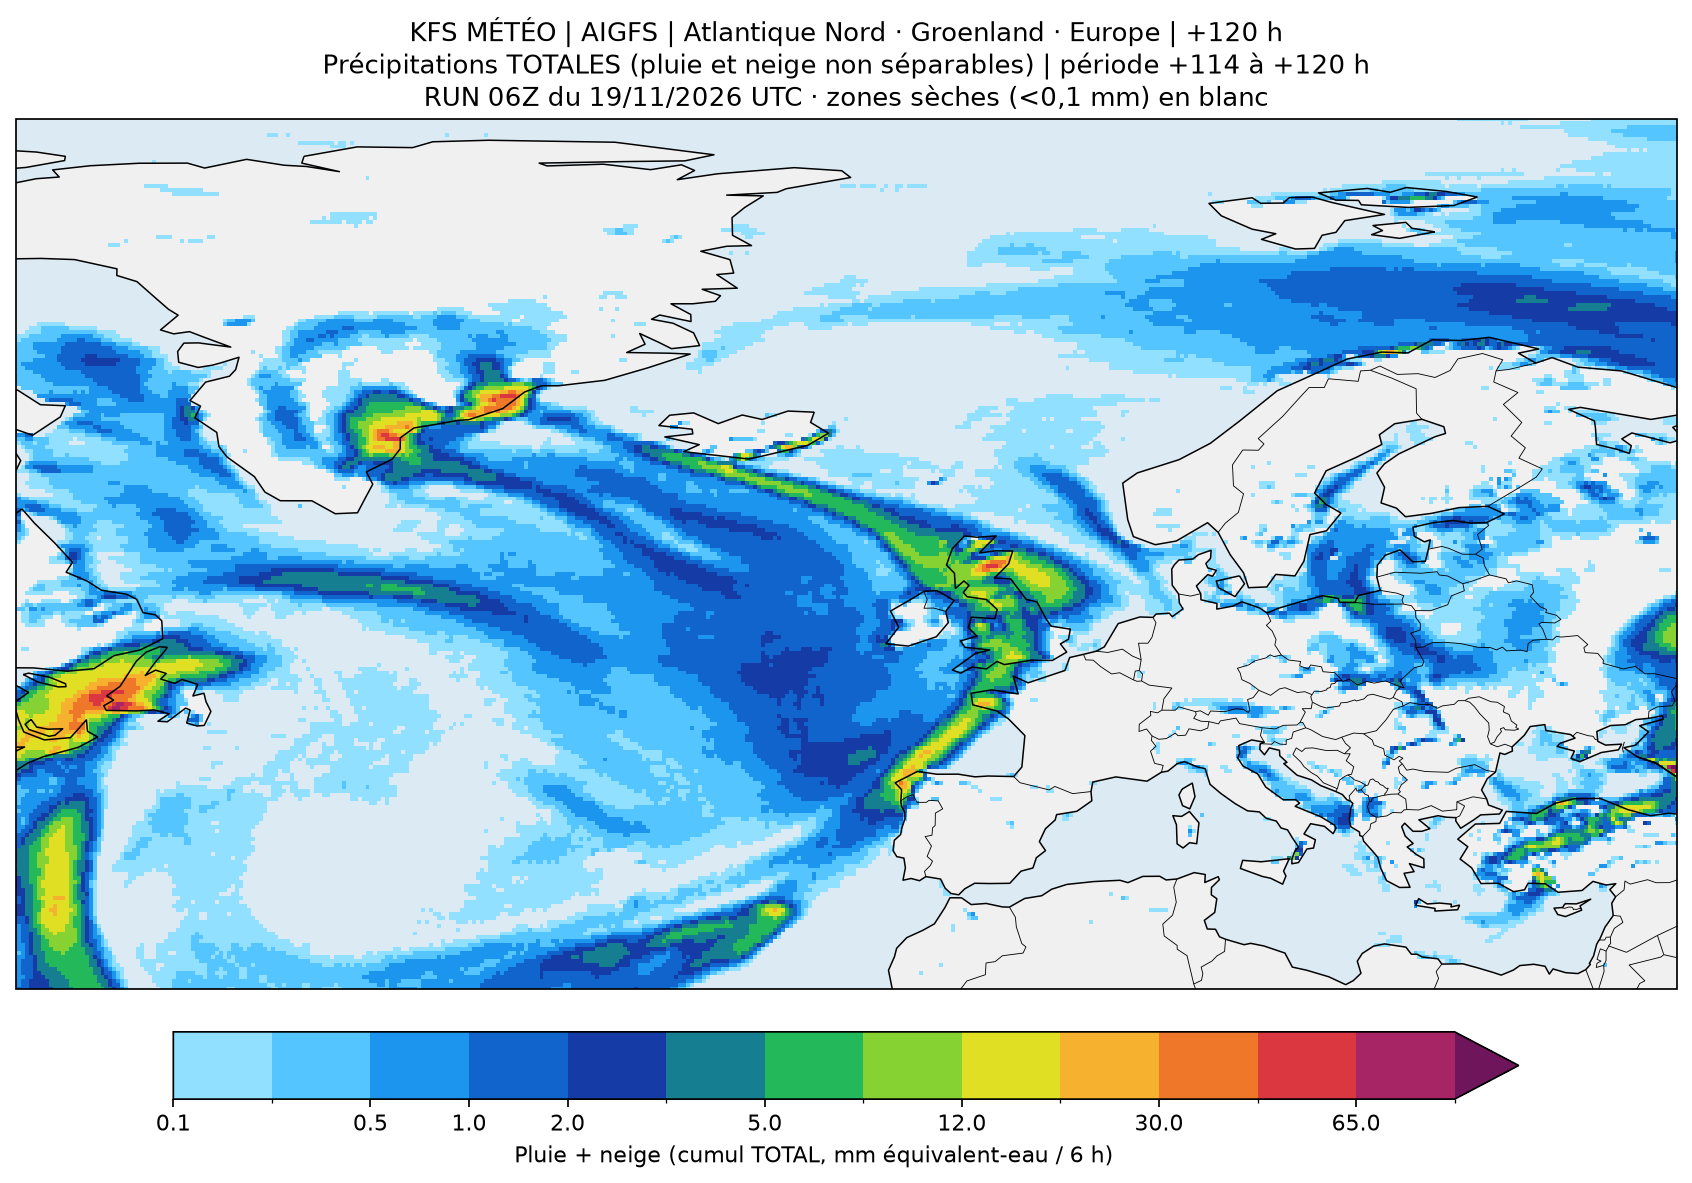 KFS MÉTÉO | AIGFS | Atlantique Nord · Groenland · Europe | +120 h
Précipitations TOTALES (pluie et neige non séparables) | période +114 à +120 h
RUN 06Z du 19/11/2026 UTC · zones sèches (<0,1 mm) en blanc
0.1 0.5 1.0 2.0 5.0 12.0 30.0 65.0
Pluie + neige (cumul TOTAL, mm équivalent-eau / 6 h)